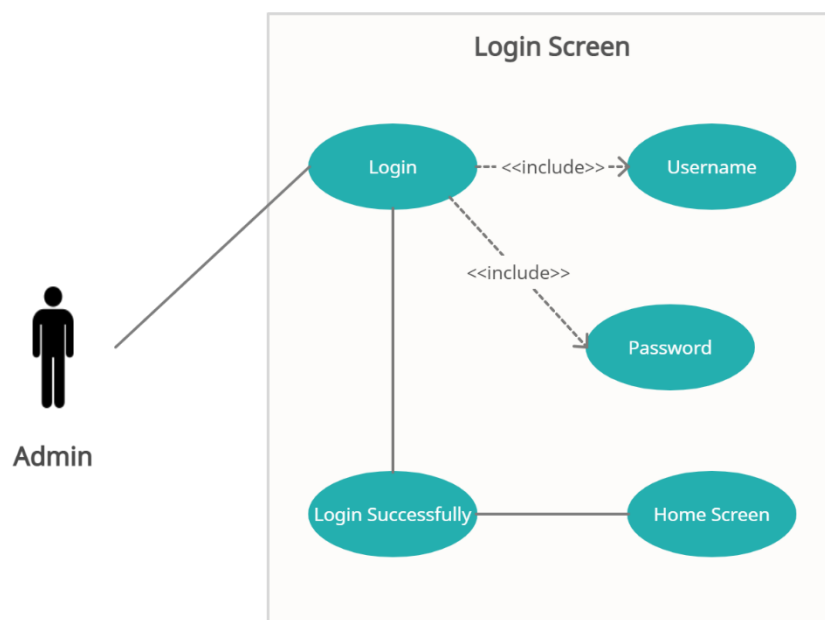 Login Screen
Login
<<include>>
Username
<<include>>
Password
Admin
Login Successfully
Home Screen